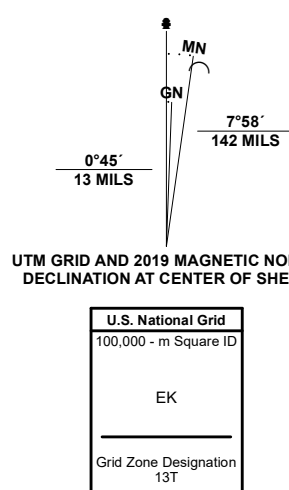 MN
GN
7°58´
142 MILS
0°45´
13 MILS
UTM GRID AND 2019 MAGNETIC NO
DECLINATION AT CENTER OF SHE
U.S. National Grid
100,000 - m Square ID
EK
Grid Zone Designation
13T